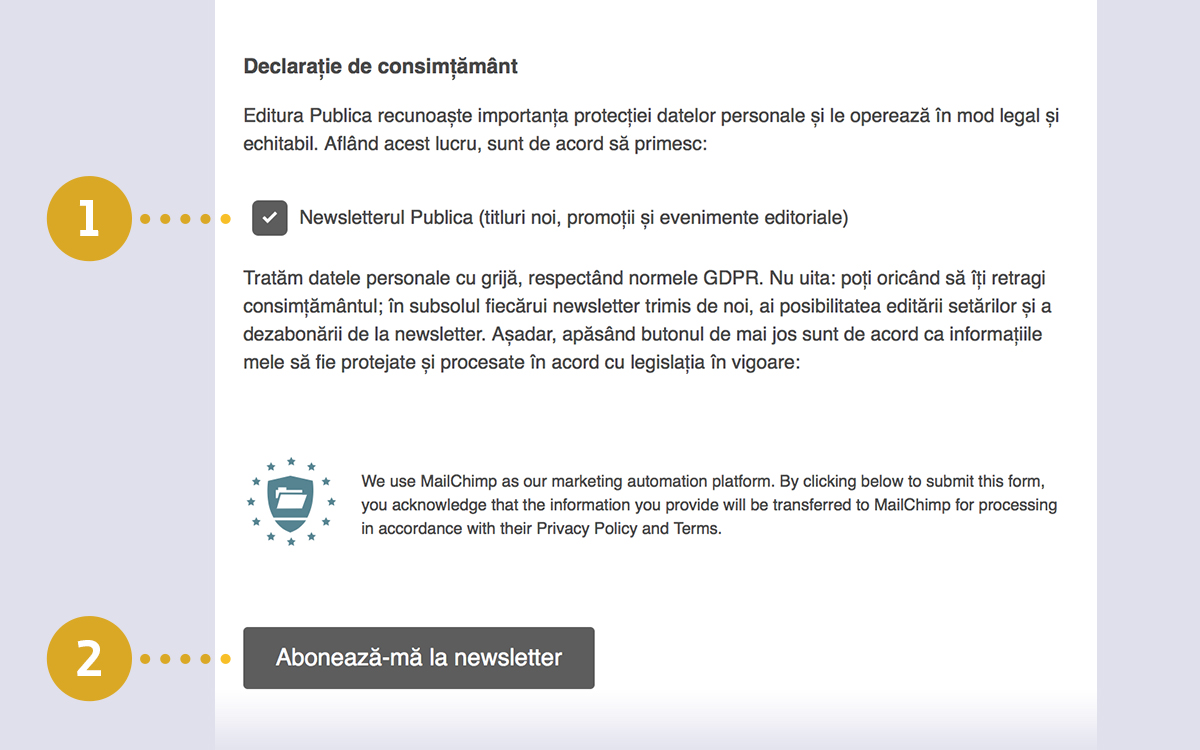 Declarație de consimțământ
Editura Publica recunoaște importanța protecției datelor personale și le operează în mod legal și
echitabil. Aflând acest lucru, sunt de acord să primesc:
1
Newsletterul Publica (titluri noi, promoții și evenimente editoriale)
Tratăm datele personale cu grijă, respectând normele GDPR. Nu uita: poți oricând să îți retragi
consimțământul; în subsolul fiecărui newsletter trimis de noi, ai posibilitatea editării setărilor și a
dezabonării de la newsletter. Așadar, apăsând butonul de mai jos sunt de acord ca informațiile
mele să fie protejate și procesate în acord cu legislația în vigoare:
We use MailChimp as our marketing automation platform. By clicking below to submit this form,
you acknowledge that the information you provide will be transferred to MailChimp for processing
in accordance with their Privacy Policy and Terms.
2
Abonează-mă la newsletter